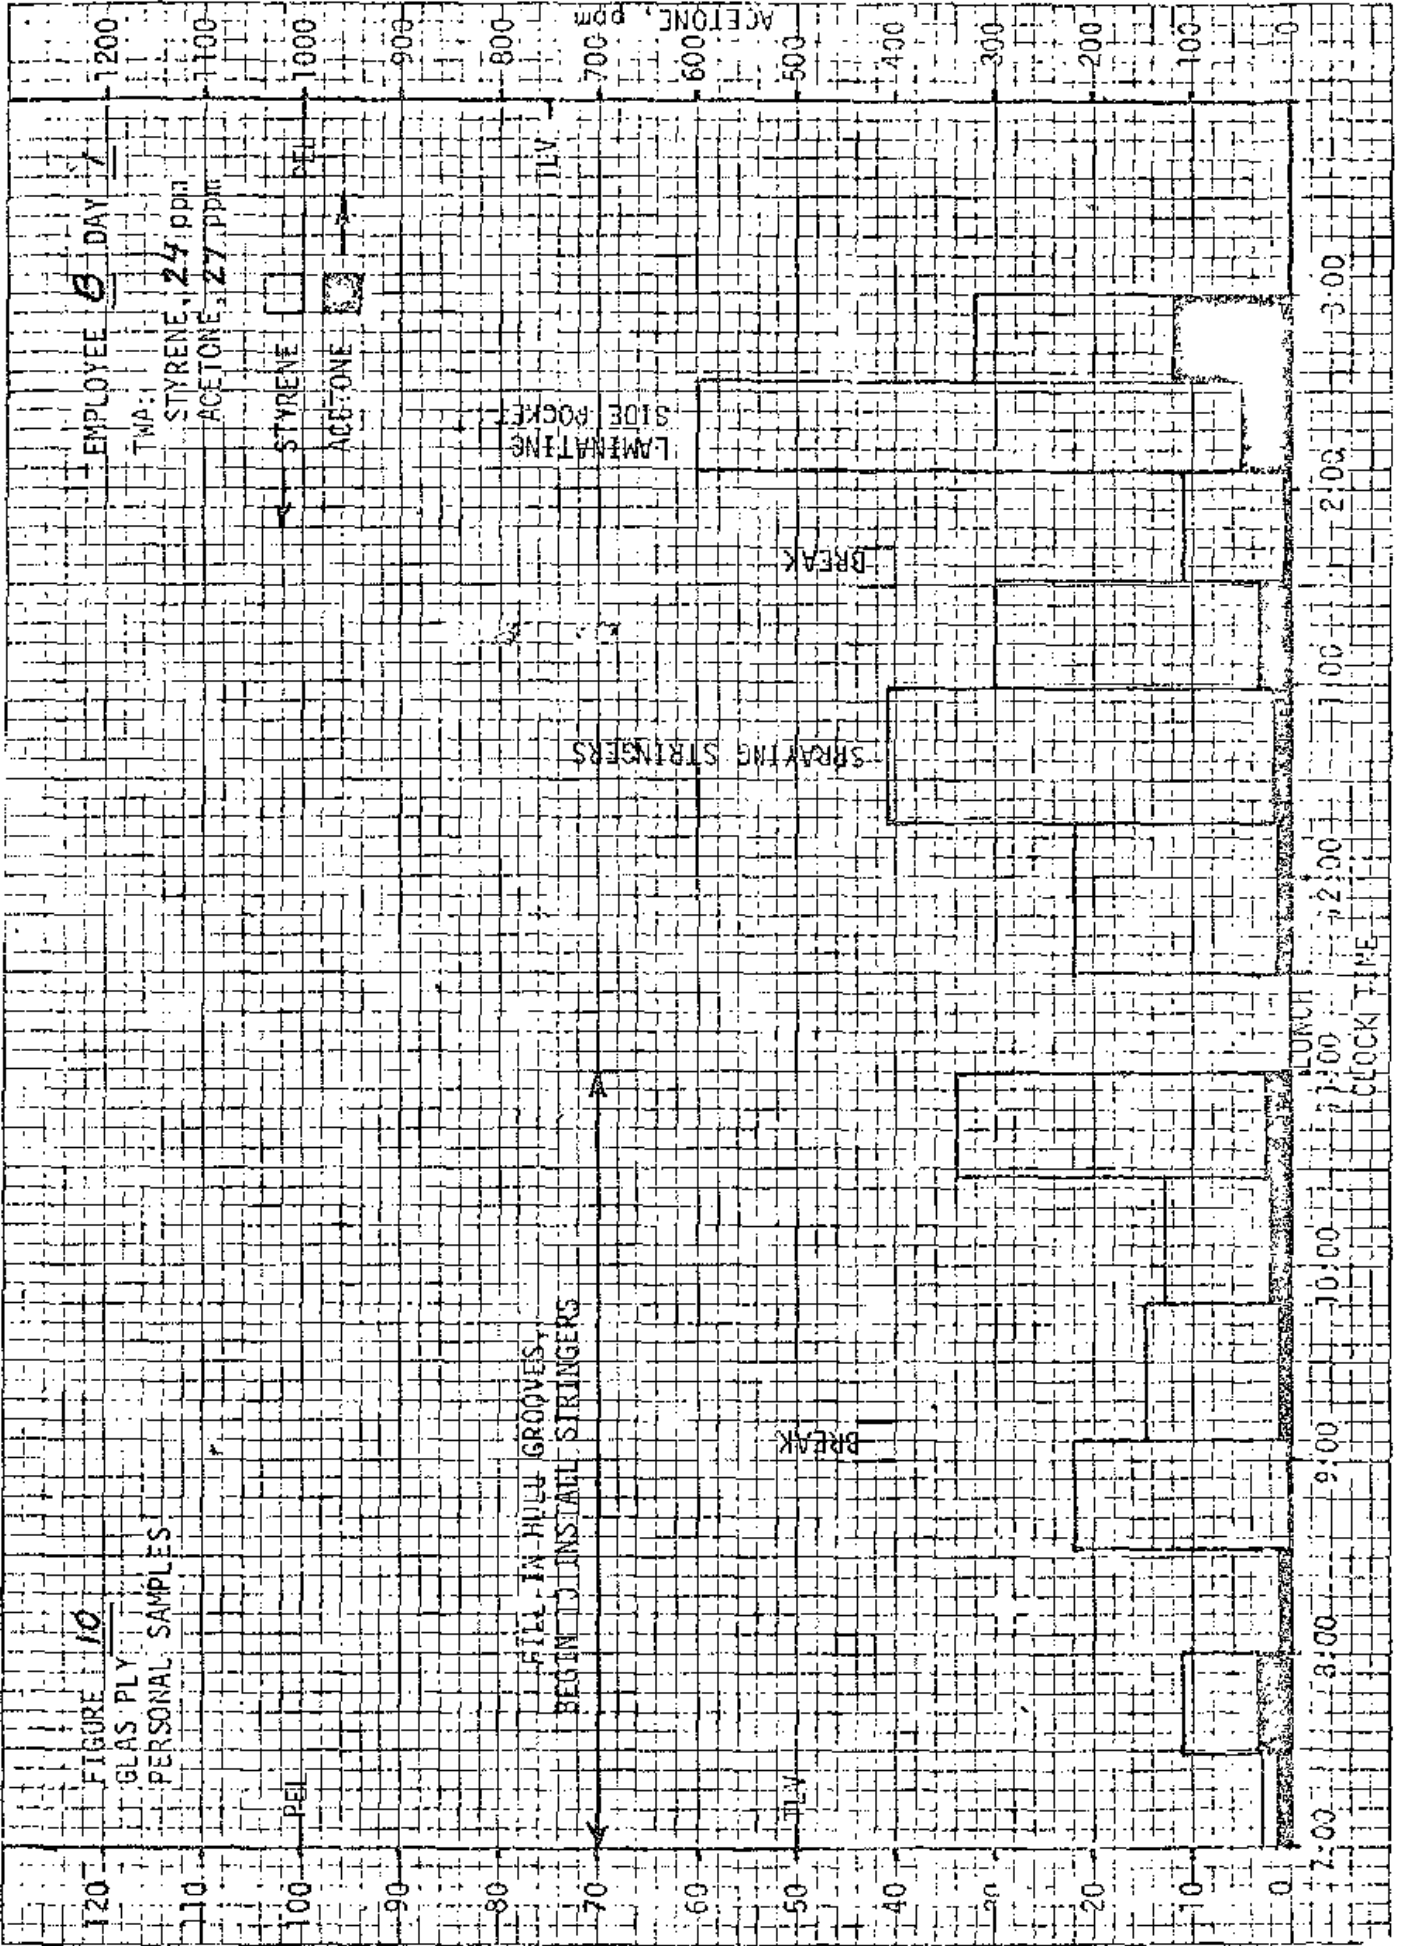 FIGURE 10
GLAS PLY
PERSONAL SAMPLES
EMPLOYEE B DAY 1
TWA:
STYRENE, 24 ppm
ACETONE, 27 ppm
STYRENE
ACETONE
120
110
100
90
80
70
60
50
40
30
20
10
0
PEL
TLV
FILL IN HULL GROOVES,
BEGIN TO INSTALL STRINGERS
BREAK
SPRAYING STRINGERS
BREAK
LAMINATING
SIDE POCKET
PEL
TLV
1200
1100
1000
900
800
700
600
500
400
300
200
100
0
ACETONE, ppm
LUNCH
7:00 8:00 9:00 10:00 11:00 12:00 1:00 2:00 3:00
CLOCK TIME